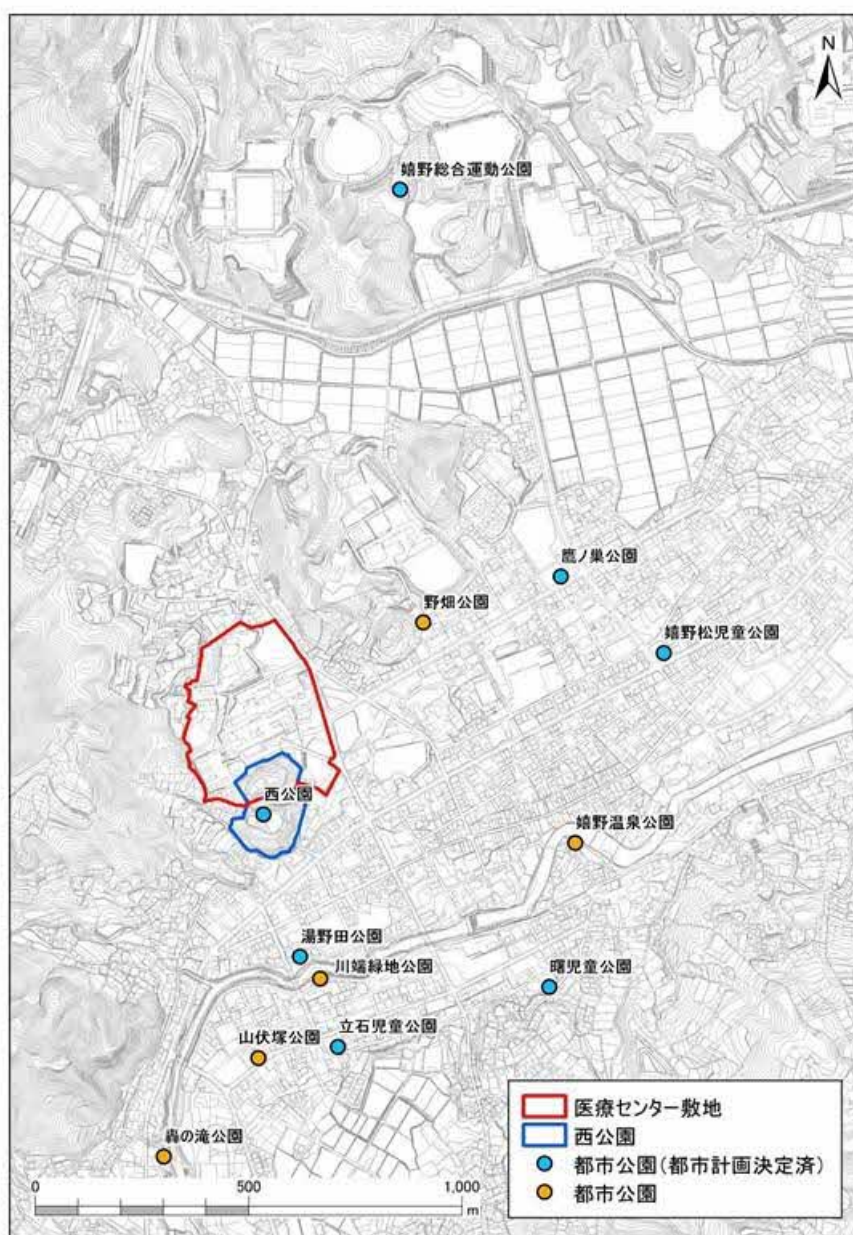 N
嬉野総合運動公園
鷹ノ巣公園
野畑公園
嬉野松児童公園
西公園
嬉野温泉公園
湯野田公園
川端緑地公園
曙児童公園
山伏塚公園
立石児童公園
轟の滝公園
医療センター敷地
西公園
都市公園(都市計画決定済)
都市公園
0 500 1,000
m